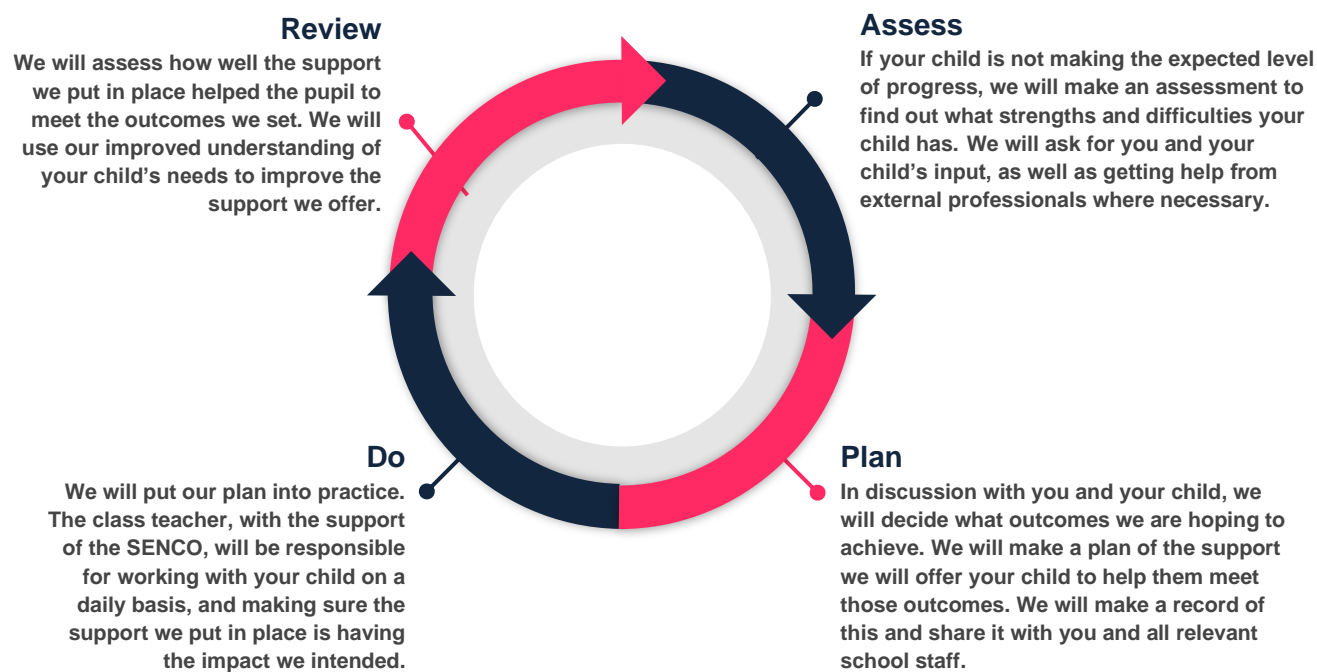 Review
We will assess how well the support
we put in place helped the pupil to
meet the outcomes we set. We will
use our improved understanding of
your child’s needs to improve the
support we offer.
Assess
If your child is not making the expected level
of progress, we will make an assessment to
find out what strengths and difficulties your
child has. We will ask for you and your
child’s input, as well as getting help from
external professionals where necessary.
Do
We will put our plan into practice.
The class teacher, with the support
of the SENCO, will be responsible
for working with your child on a
daily basis, and making sure the
support we put in place is having
the impact we intended.
Plan
In discussion with you and your child, we
will decide what outcomes we are hoping to
achieve. We will make a plan of the support
we will offer your child to help them meet
those outcomes. We will make a record of
this and share it with you and all relevant
school staff.